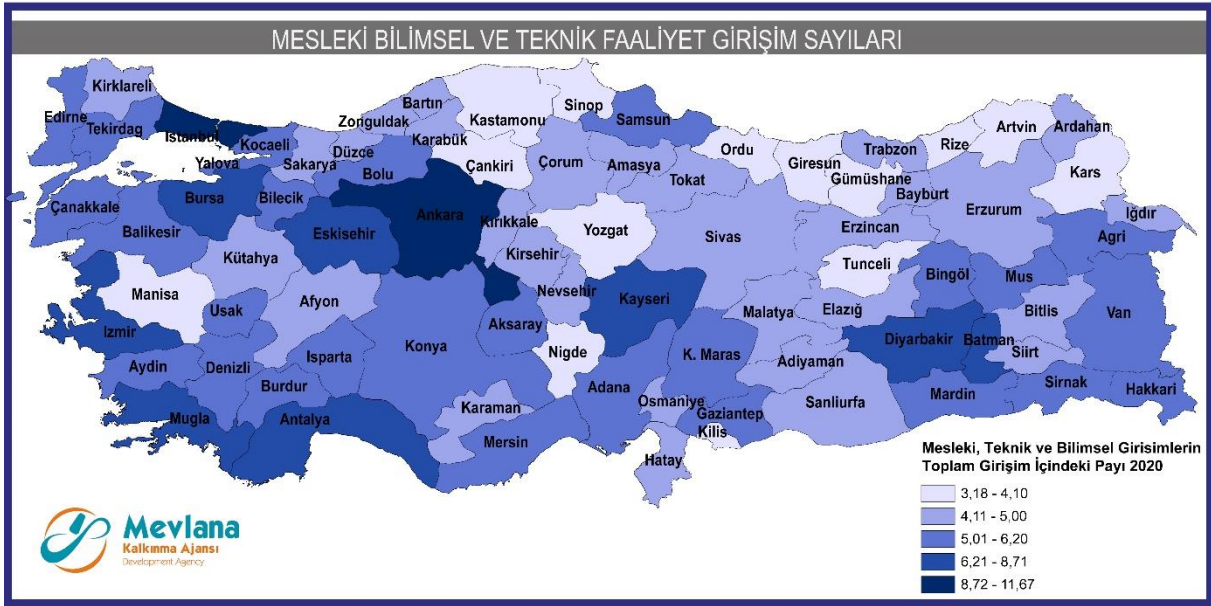 MESLEKİ BİLİMSEL VE TEKNİK FAALİYET GİRİŞİM SAYILARI
Kirklareli
Edirne
Tekirdag
Istanbul
Kocaeli
Yalova
Sakarya
Düzce
Zonguldak
Bartın
Karabük
Kastamonu
Sinop
Samsun
Çankiri
Bolu
Çorum
Amasya
Tokat
Ordu
Giresun
Gümüshane
Trabzon
Bayburt
Rize
Artvin
Ardahan
Kars
Iğdır
Agri
Erzurum
Erzincan
Çanakkale
Bursa
Bilecik
Balikesir
Eskisehir
Ankara
Kırıkkale
Kirsehir
Yozgat
Sivas
Tunceli
Bingöl
Mus
Bitlis
Van
Kütahya
Manisa
Usak
Afyon
Izmir
Aydin
Denizli
Isparta
Burdur
Konya
Aksaray
Nevsehir
Kayseri
Nigde
Malatya
Elazığ
Diyarbakir
Batman
Siirt
Sirnak
Hakkari
Mardin
Sanliurfa
Adiyaman
K. Maras
Gaziantep
Kilis
Osmaniye
Adana
Hatay
Mersin
Karaman
Antalya
Mugla
Mesleki, Teknik ve Bilimsel Girisimlerin
Toplam Girişim İçindeki Payı 2020
3,18 - 4,10
4,11 - 5,00
5,01 - 6,20
6,21 - 8,71
8,72 - 11,67
Mevlana
Kalkınma Ajansı
Development Agency